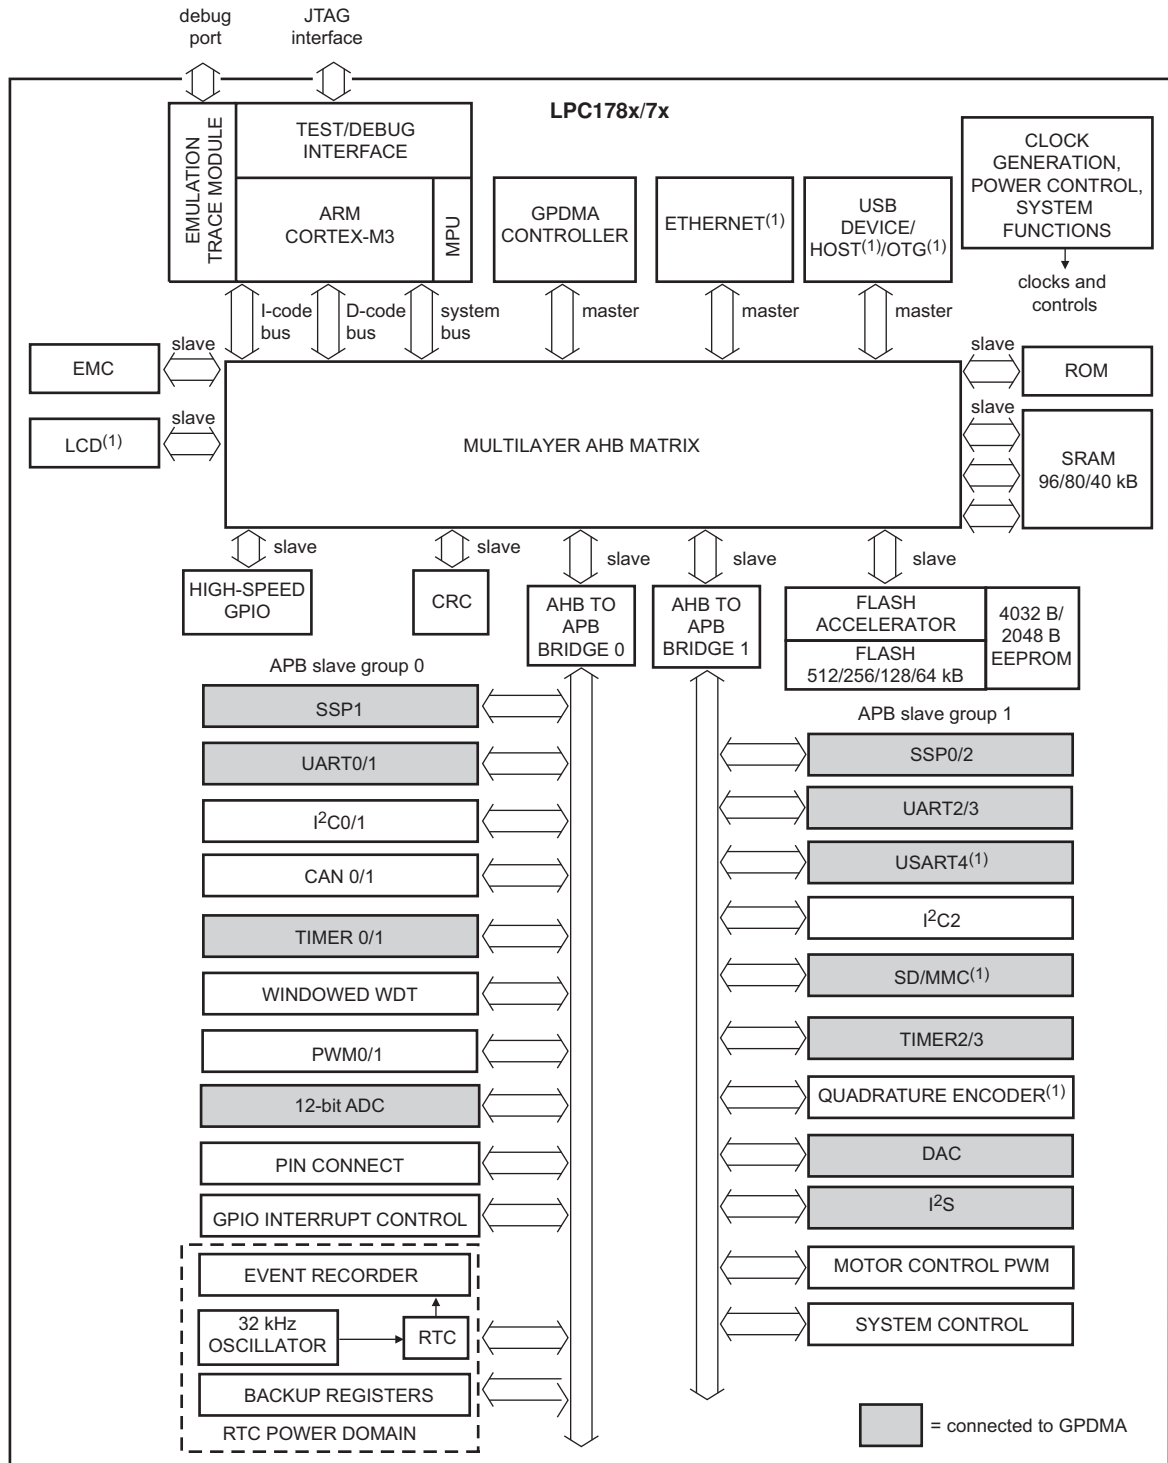 debug
port
JTAG
interface
LPC178x/7x
EMULATION
TRACE MODULE
TEST/DEBUG
INTERFACE
ARM
CORTEX-M3
MPU
GPDMA
CONTROLLER
ETHERNET(1)
USB
DEVICE/
HOST(1)/OTG(1)
CLOCK
GENERATION,
POWER CONTROL,
SYSTEM
FUNCTIONS
clocks and
controls
I-code
bus
D-code
bus
system
bus
master
master
master
slave
EMC
slave
LCD(1)
MULTILAYER AHB MATRIX
slave
ROM
slave
SRAM
96/80/40 kB
slave
slave
slave
slave
slave
HIGH-SPEED
GPIO
CRC
AHB TO
APB
BRIDGE 0
AHB TO
APB
BRIDGE 1
FLASH
ACCELERATOR
FLASH
512/256/128/64 kB
4032 B/
2048 B
EEPROM
APB slave group 0
SSP1
UART0/1
I2C0/1
CAN 0/1
TIMER 0/1
WINDOWED WDT
PWM0/1
12-bit ADC
PIN CONNECT
GPIO INTERRUPT CONTROL
EVENT RECORDER
32 kHz
OSCILLATOR
RTC
BACKUP REGISTERS
RTC POWER DOMAIN
APB slave group 1
SSP0/2
UART2/3
USART4(1)
I2C2
SD/MMC(1)
TIMER2/3
QUADRATURE ENCODER(1)
DAC
I2S
MOTOR CONTROL PWM
SYSTEM CONTROL
= connected to GPDMA